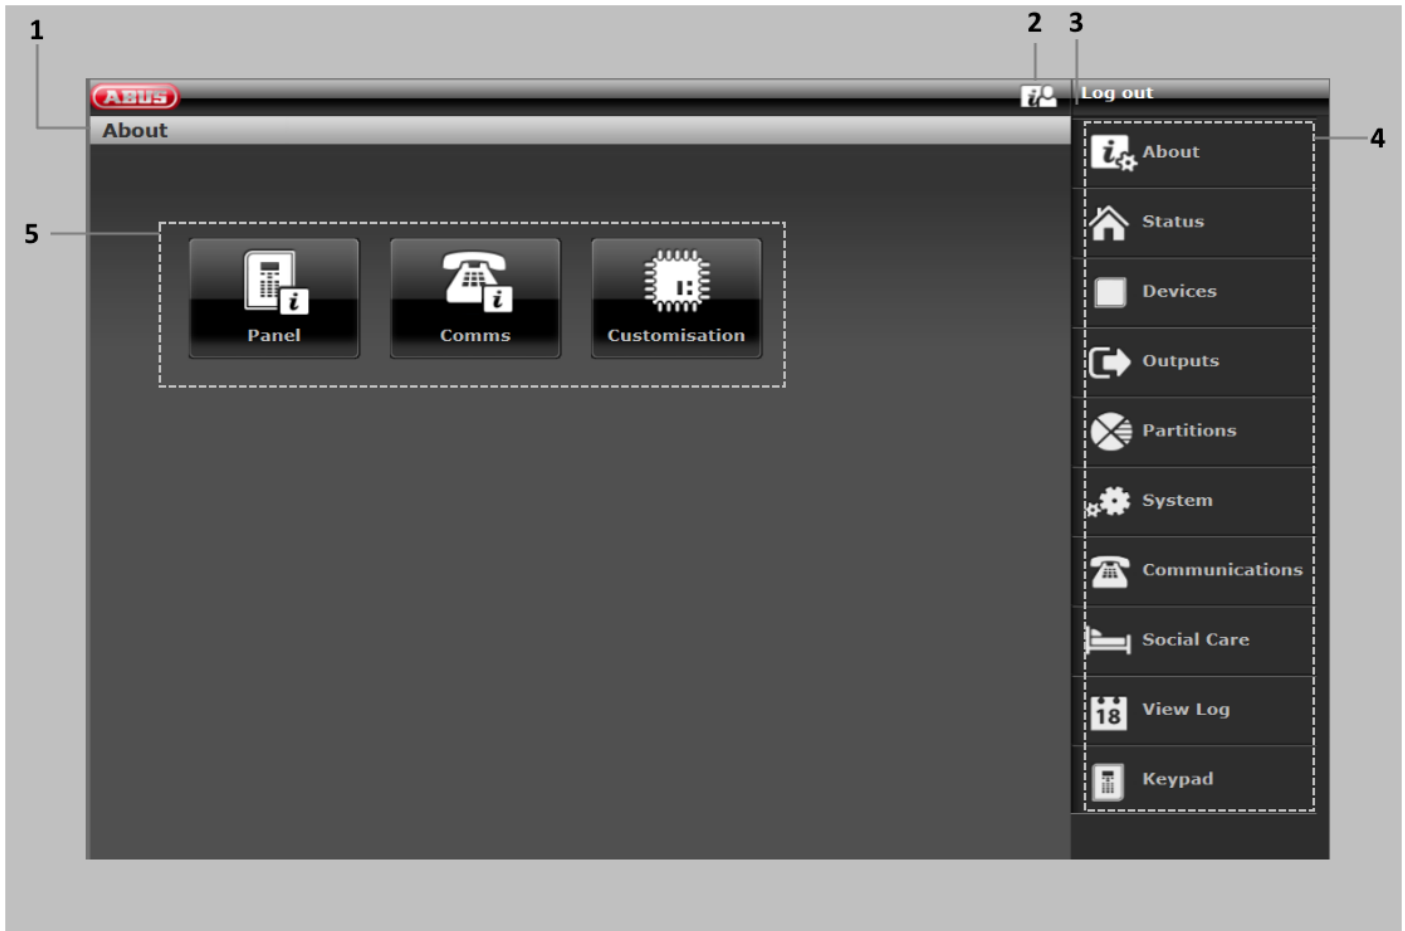 1
2 3
ABUS
Log out
About
4
About
Status
5
Panel
Comms
Customisation
Devices
Outputs
Partitions
System
Communications
Social Care
18
View Log
Keypad